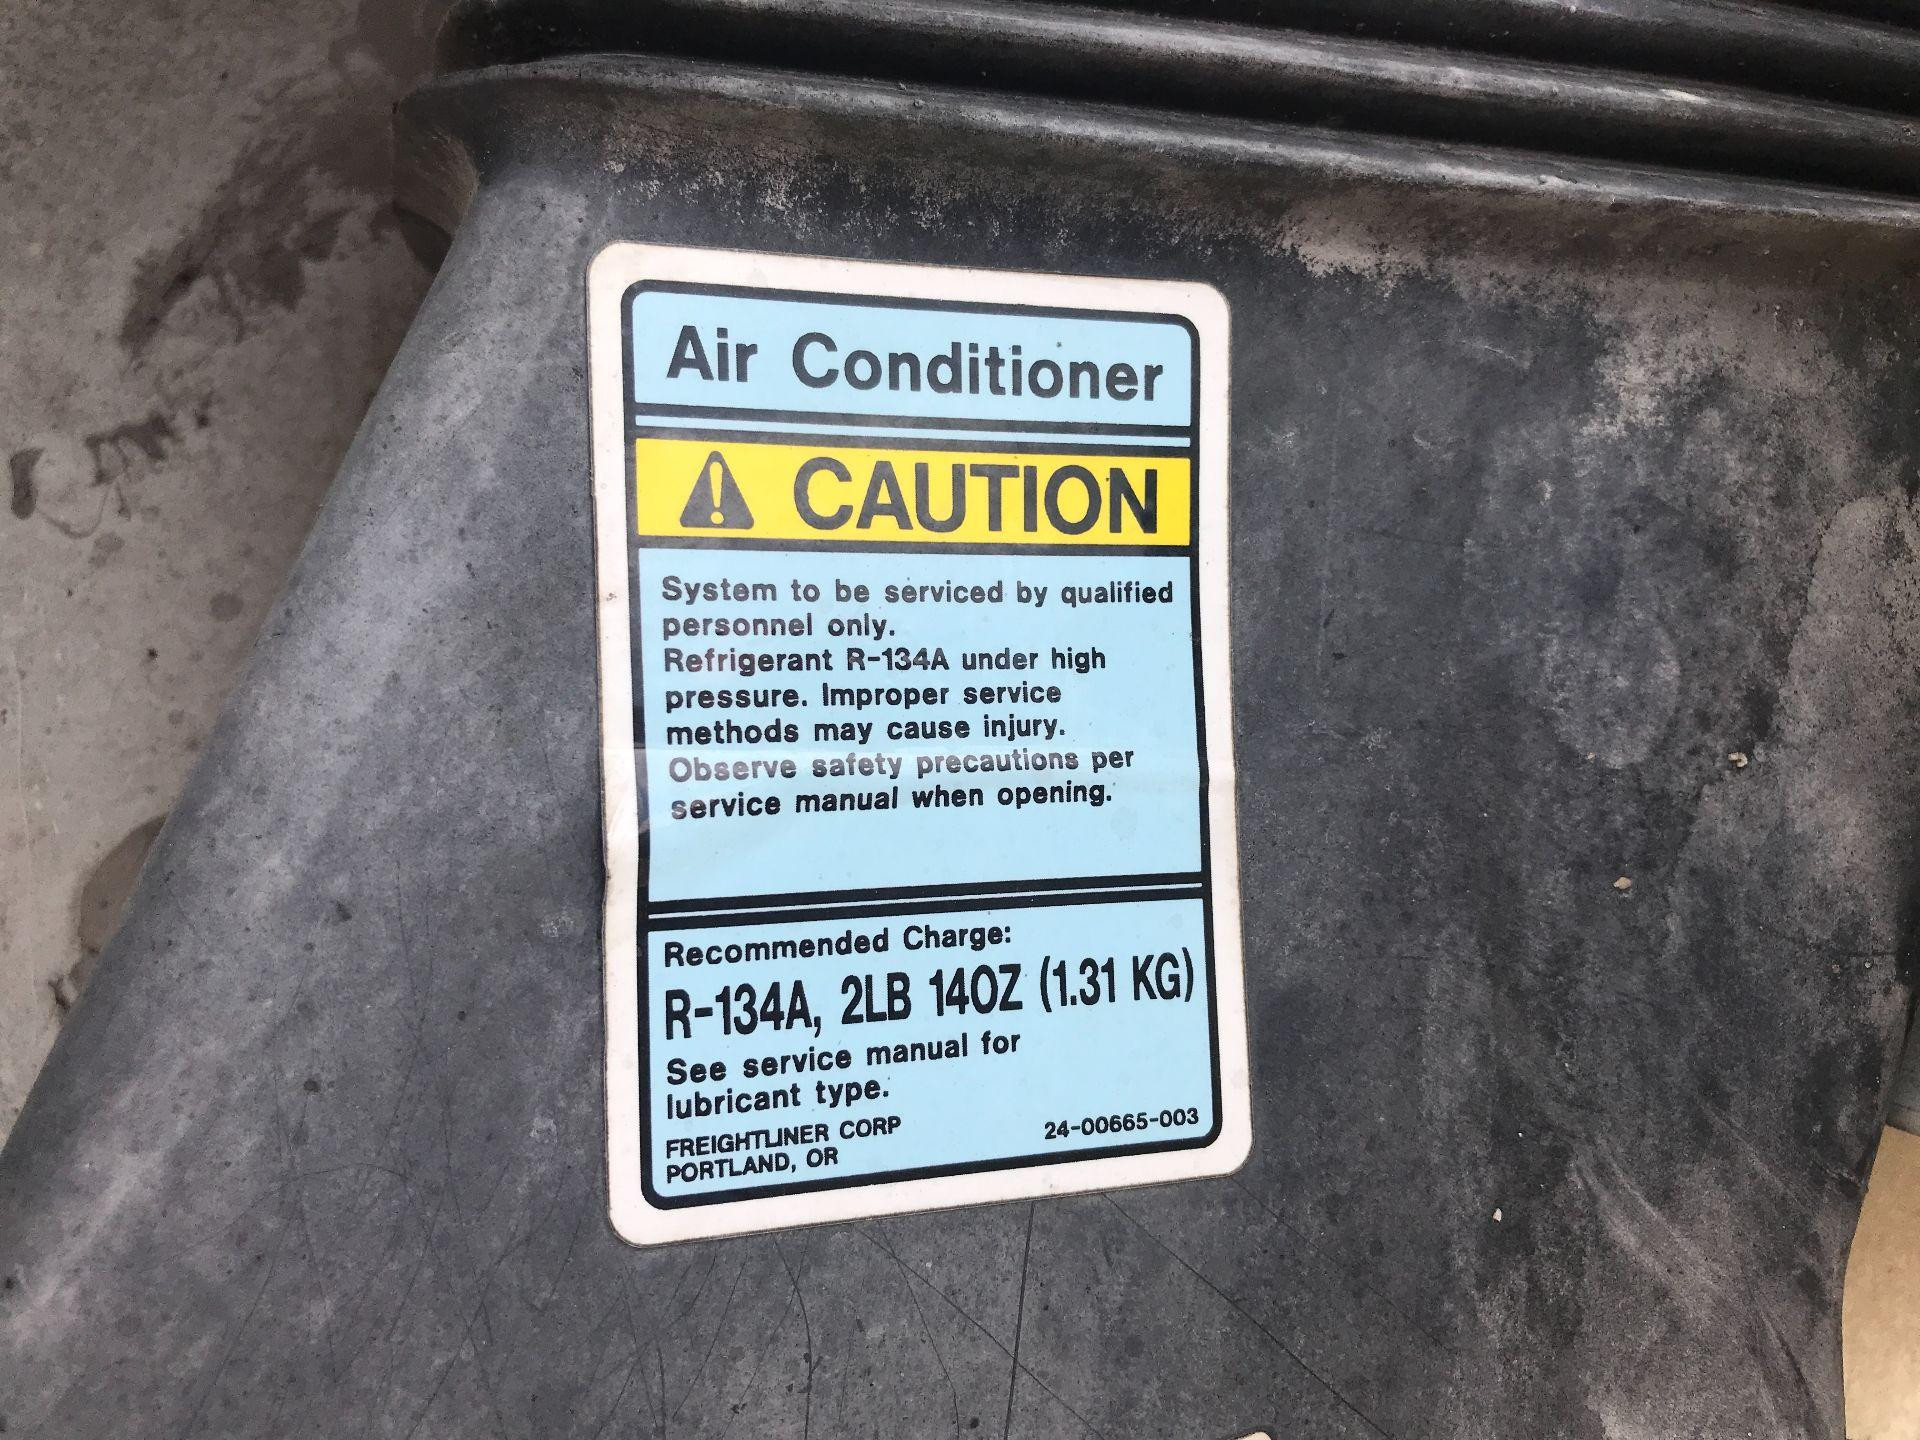 Air Conditioner
CAUTION
System to be serviced by qualified
personnel only.
Refrigerant R-134A under high
pressure. Improper service
methods may cause injury.
Observe safety precautions per
service manual when opening.
Recommended Charge:
R-134A, 2LB 14OZ (1.31 KG)
See service manual for
lubricant type.
FREIGHTLINER CORP
PORTLAND, OR
24-00665-003